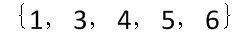 {1, 3, 4, 5, 6}